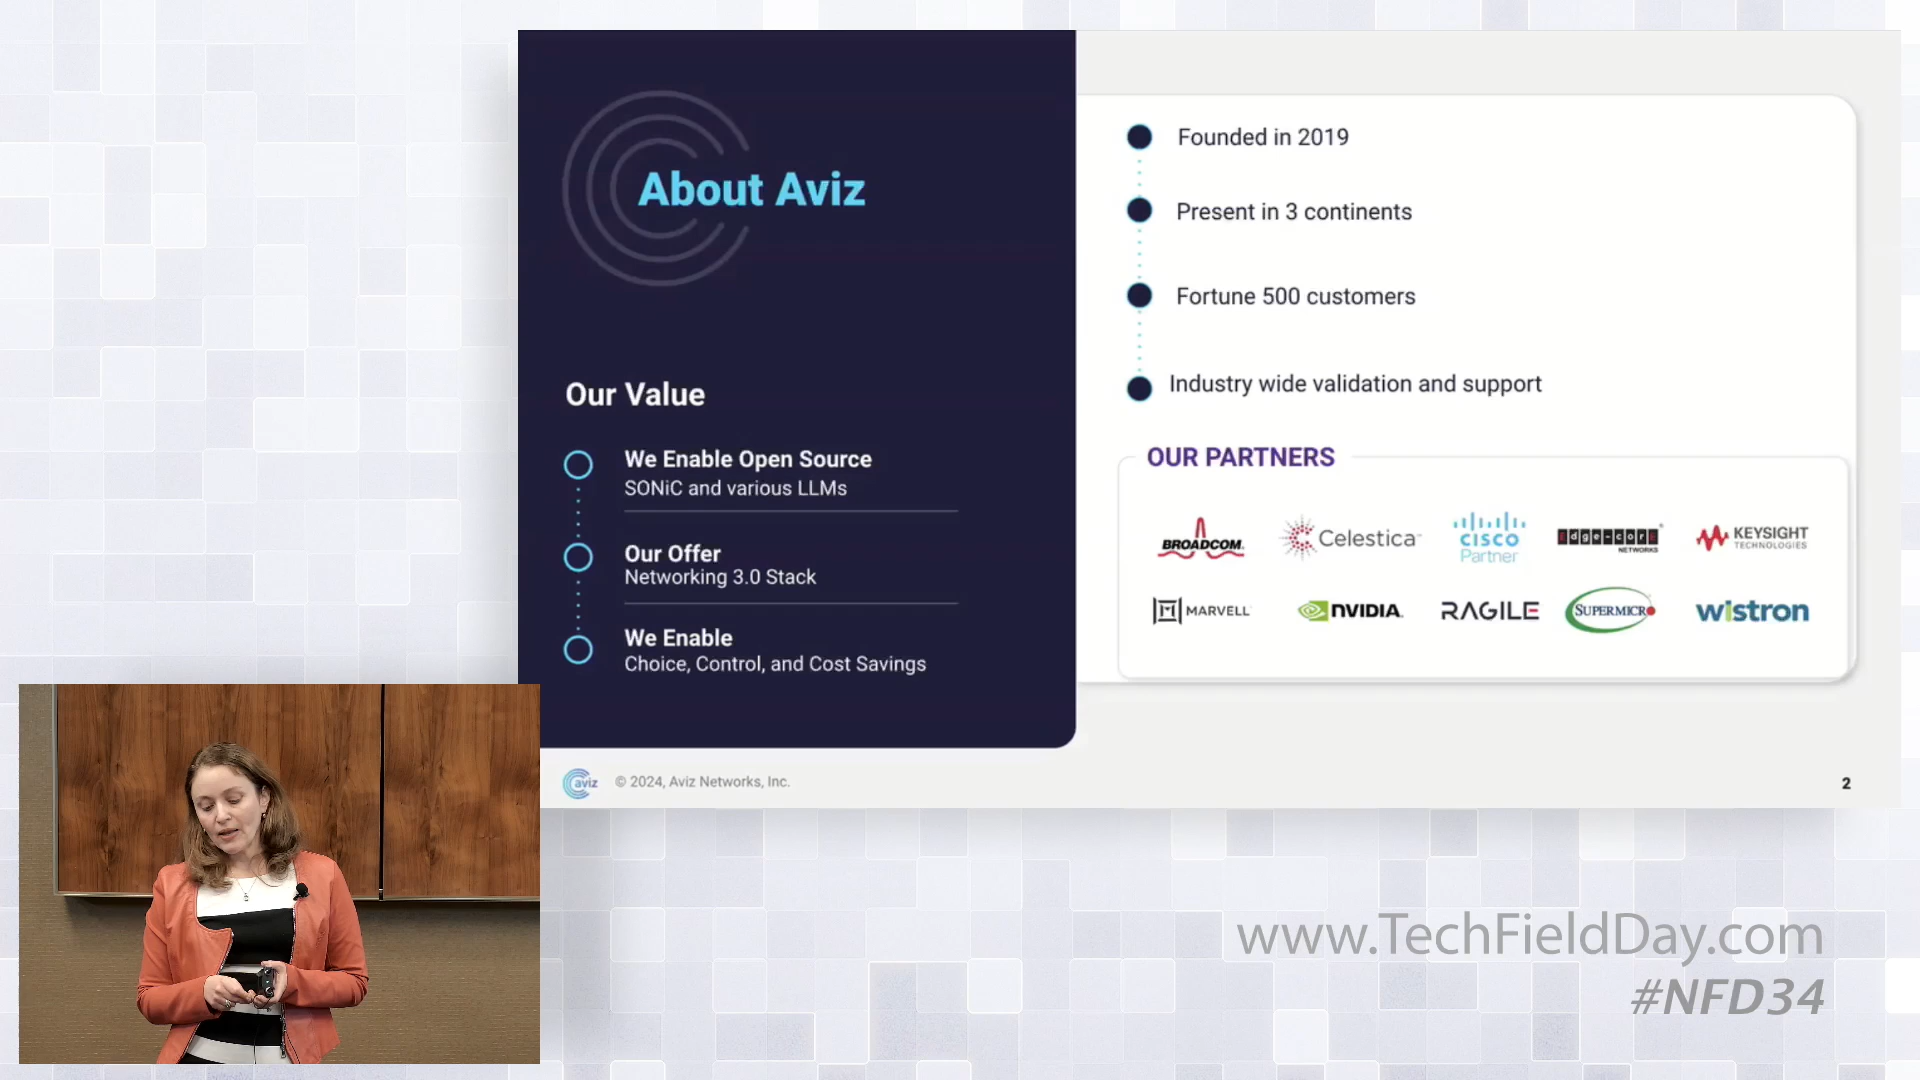 About Aviz
Our Value
We Enable Open Source
SONiC and various LLMs
Our Offer
Networking 3.0 Stack
We Enable
Choice, Control, and Cost Savings
Founded in 2019
Present in 3 continents
Fortune 500 customers
Industry wide validation and support
OUR PARTNERS
BROADCOM
Celestica
CISCO
Partner
Edge-corE
NETWORKS
KEYSIGHT
TECHNOLOGIES
MARVELL
NVIDIA
RAGILE
SUPERMICRO
wistron
aviz
© 2024, Aviz Networks, Inc.
2
www.TechFieldDay.com
#NFD34